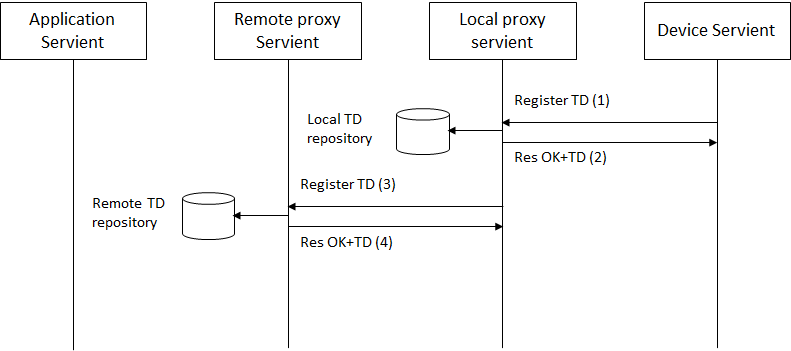 Application
Servient
Remote proxy
Servient
Local proxy
servient
Device Servient
Register TD (1)
Local TD
repository
Res OK+TD (2)
Register TD (3)
Remote TD
repository
Res OK+TD (4)